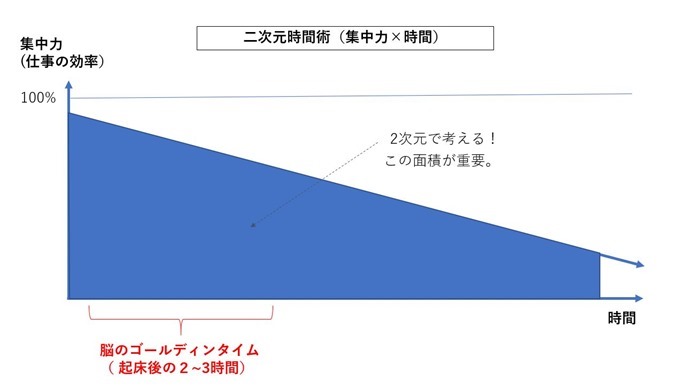 二次元時間術（集中力×時間）
集中力
(仕事の効率）
100%
2次元で考える！
この面積が重要。
時間
脳のゴールディンタイム
（ 起床後の２~3時間）